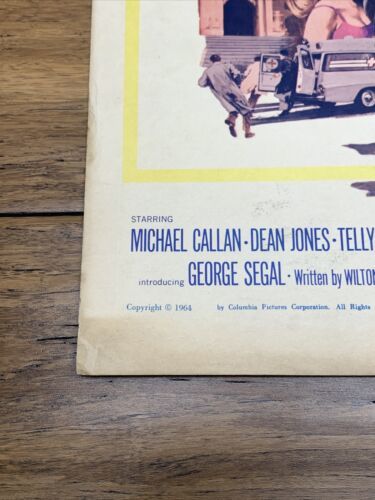 STARRING
MICHAEL CALLAN · DEAN JONES · TELLY
introducing GEORGE SEGAL · Written by WILTON
Copyright © 1964 by Columbia Pictures Corporation. All Rights